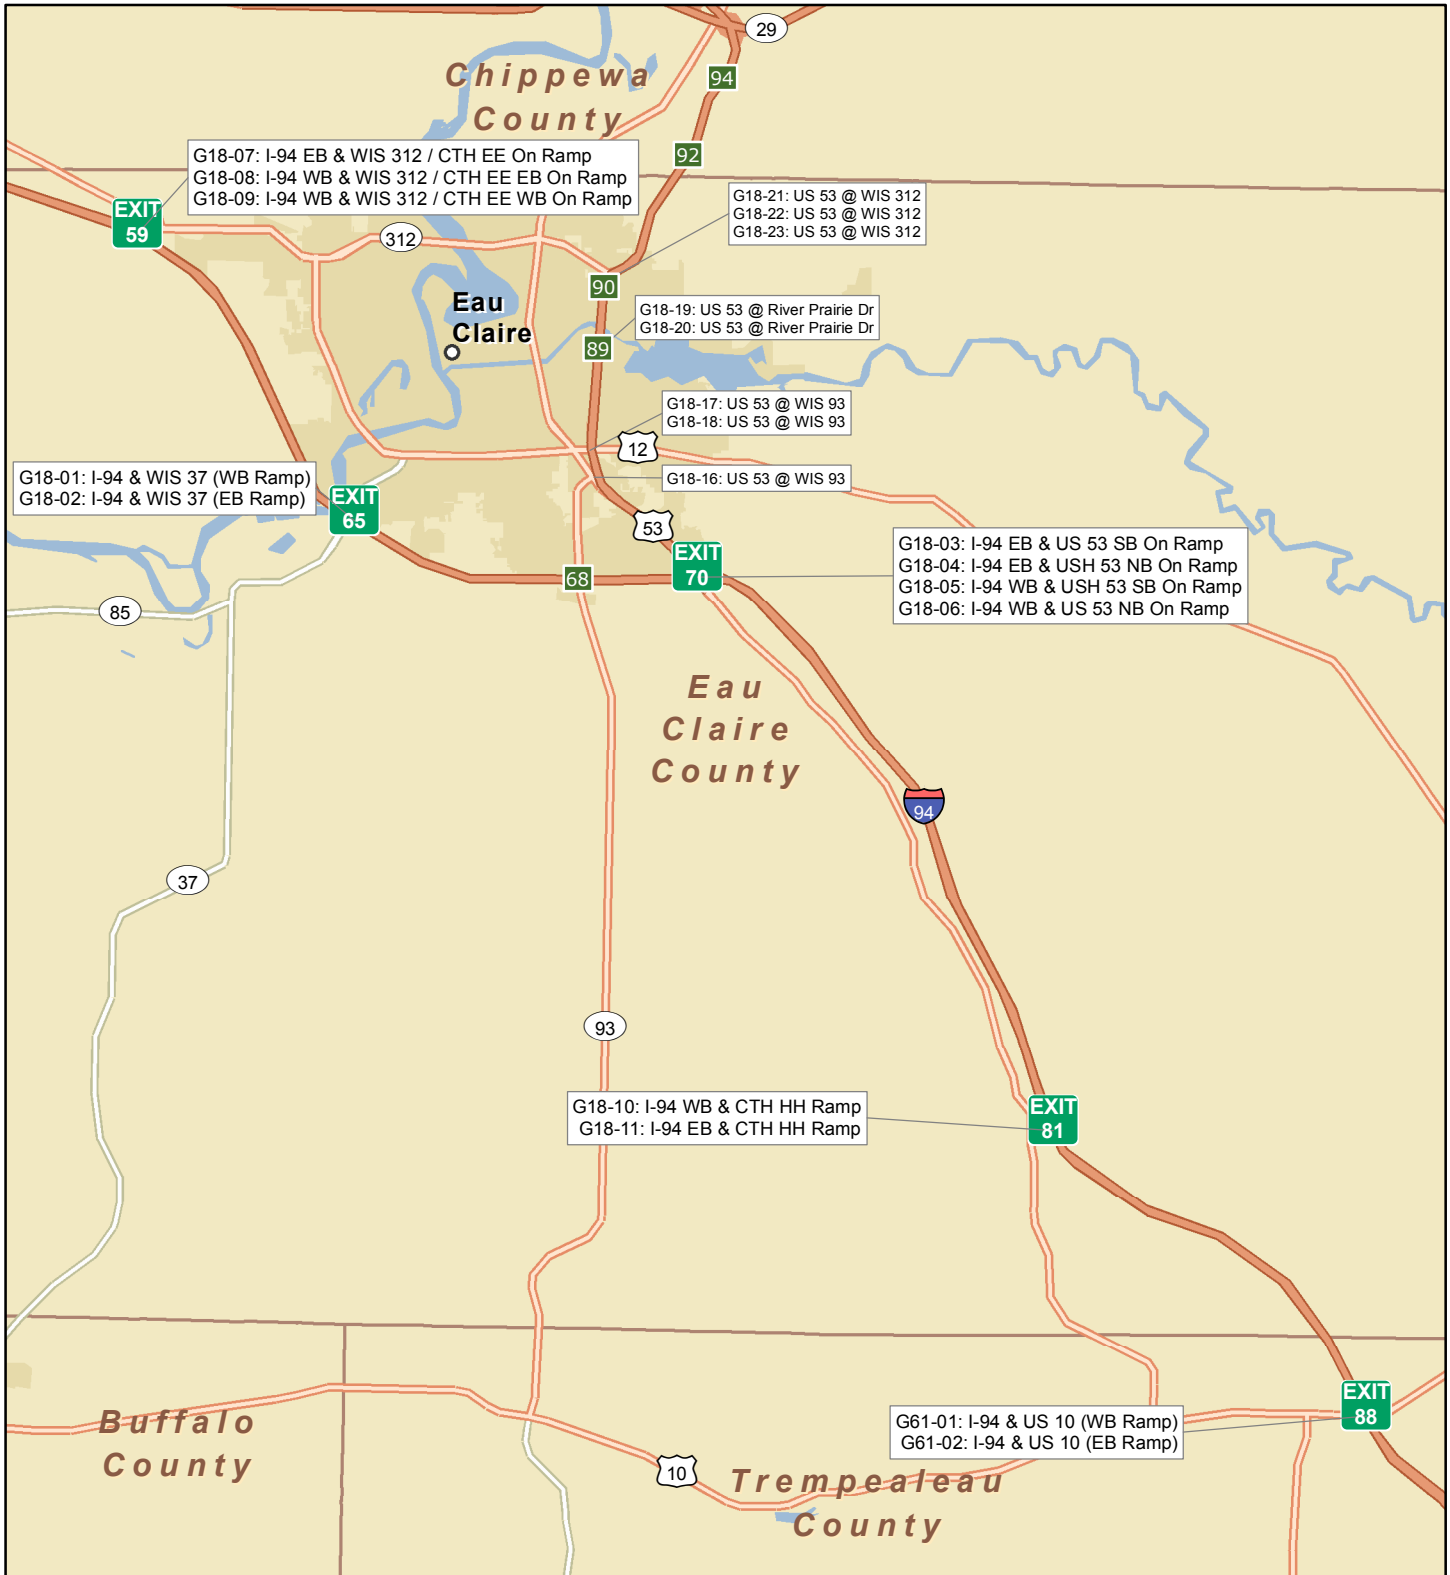 29
94
Chippewa
County
92
G18-07: I-94 EB & WIS 312 / CTH EE On Ramp
G18-08: I-94 WB & WIS 312 / CTH EE EB On Ramp
G18-09: I-94 WB & WIS 312 / CTH EE WB On Ramp
EXIT
59
312
G18-21: US 53 @ WIS 312
G18-22: US 53 @ WIS 312
G18-23: US 53 @ WIS 312
90
Eau
Claire
G18-19: US 53 @ River Prairie Dr
G18-20: US 53 @ River Prairie Dr
89
G18-17: US 53 @ WIS 93
G18-18: US 53 @ WIS 93
12
G18-16: US 53 @ WIS 93
G18-01: I-94 & WIS 37 (WB Ramp)
G18-02: I-94 & WIS 37 (EB Ramp)
EXIT
65
53
EXIT
70
68
G18-03: I-94 EB & US 53 SB On Ramp
G18-04: I-94 EB & USH 53 NB On Ramp
G18-05: I-94 WB & USH 53 SB On Ramp
G18-06: I-94 WB & US 53 NB On Ramp
85
Eau
Claire
County
94
37
93
G18-10: I-94 WB & CTH HH Ramp
G18-11: I-94 EB & CTH HH Ramp
EXIT
81
EXIT
88
G61-01: I-94 & US 10 (WB Ramp)
G61-02: I-94 & US 10 (EB Ramp)
Buffalo
County
10
Trempealeau
County